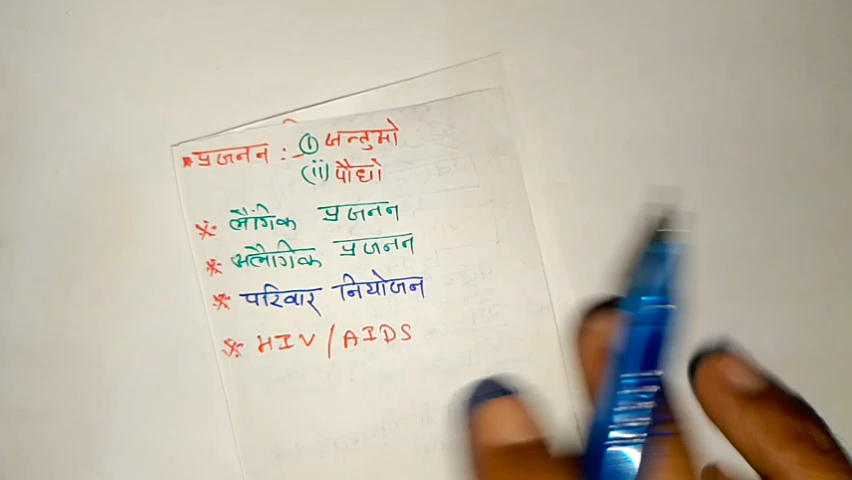 * प्रजनन :- (i) जन्तुओ
(ii) पौधो
* लैंगिक प्रजनन
* अलैगिक प्रजनन
* परिवार नियोजन
* HIV / AIDS